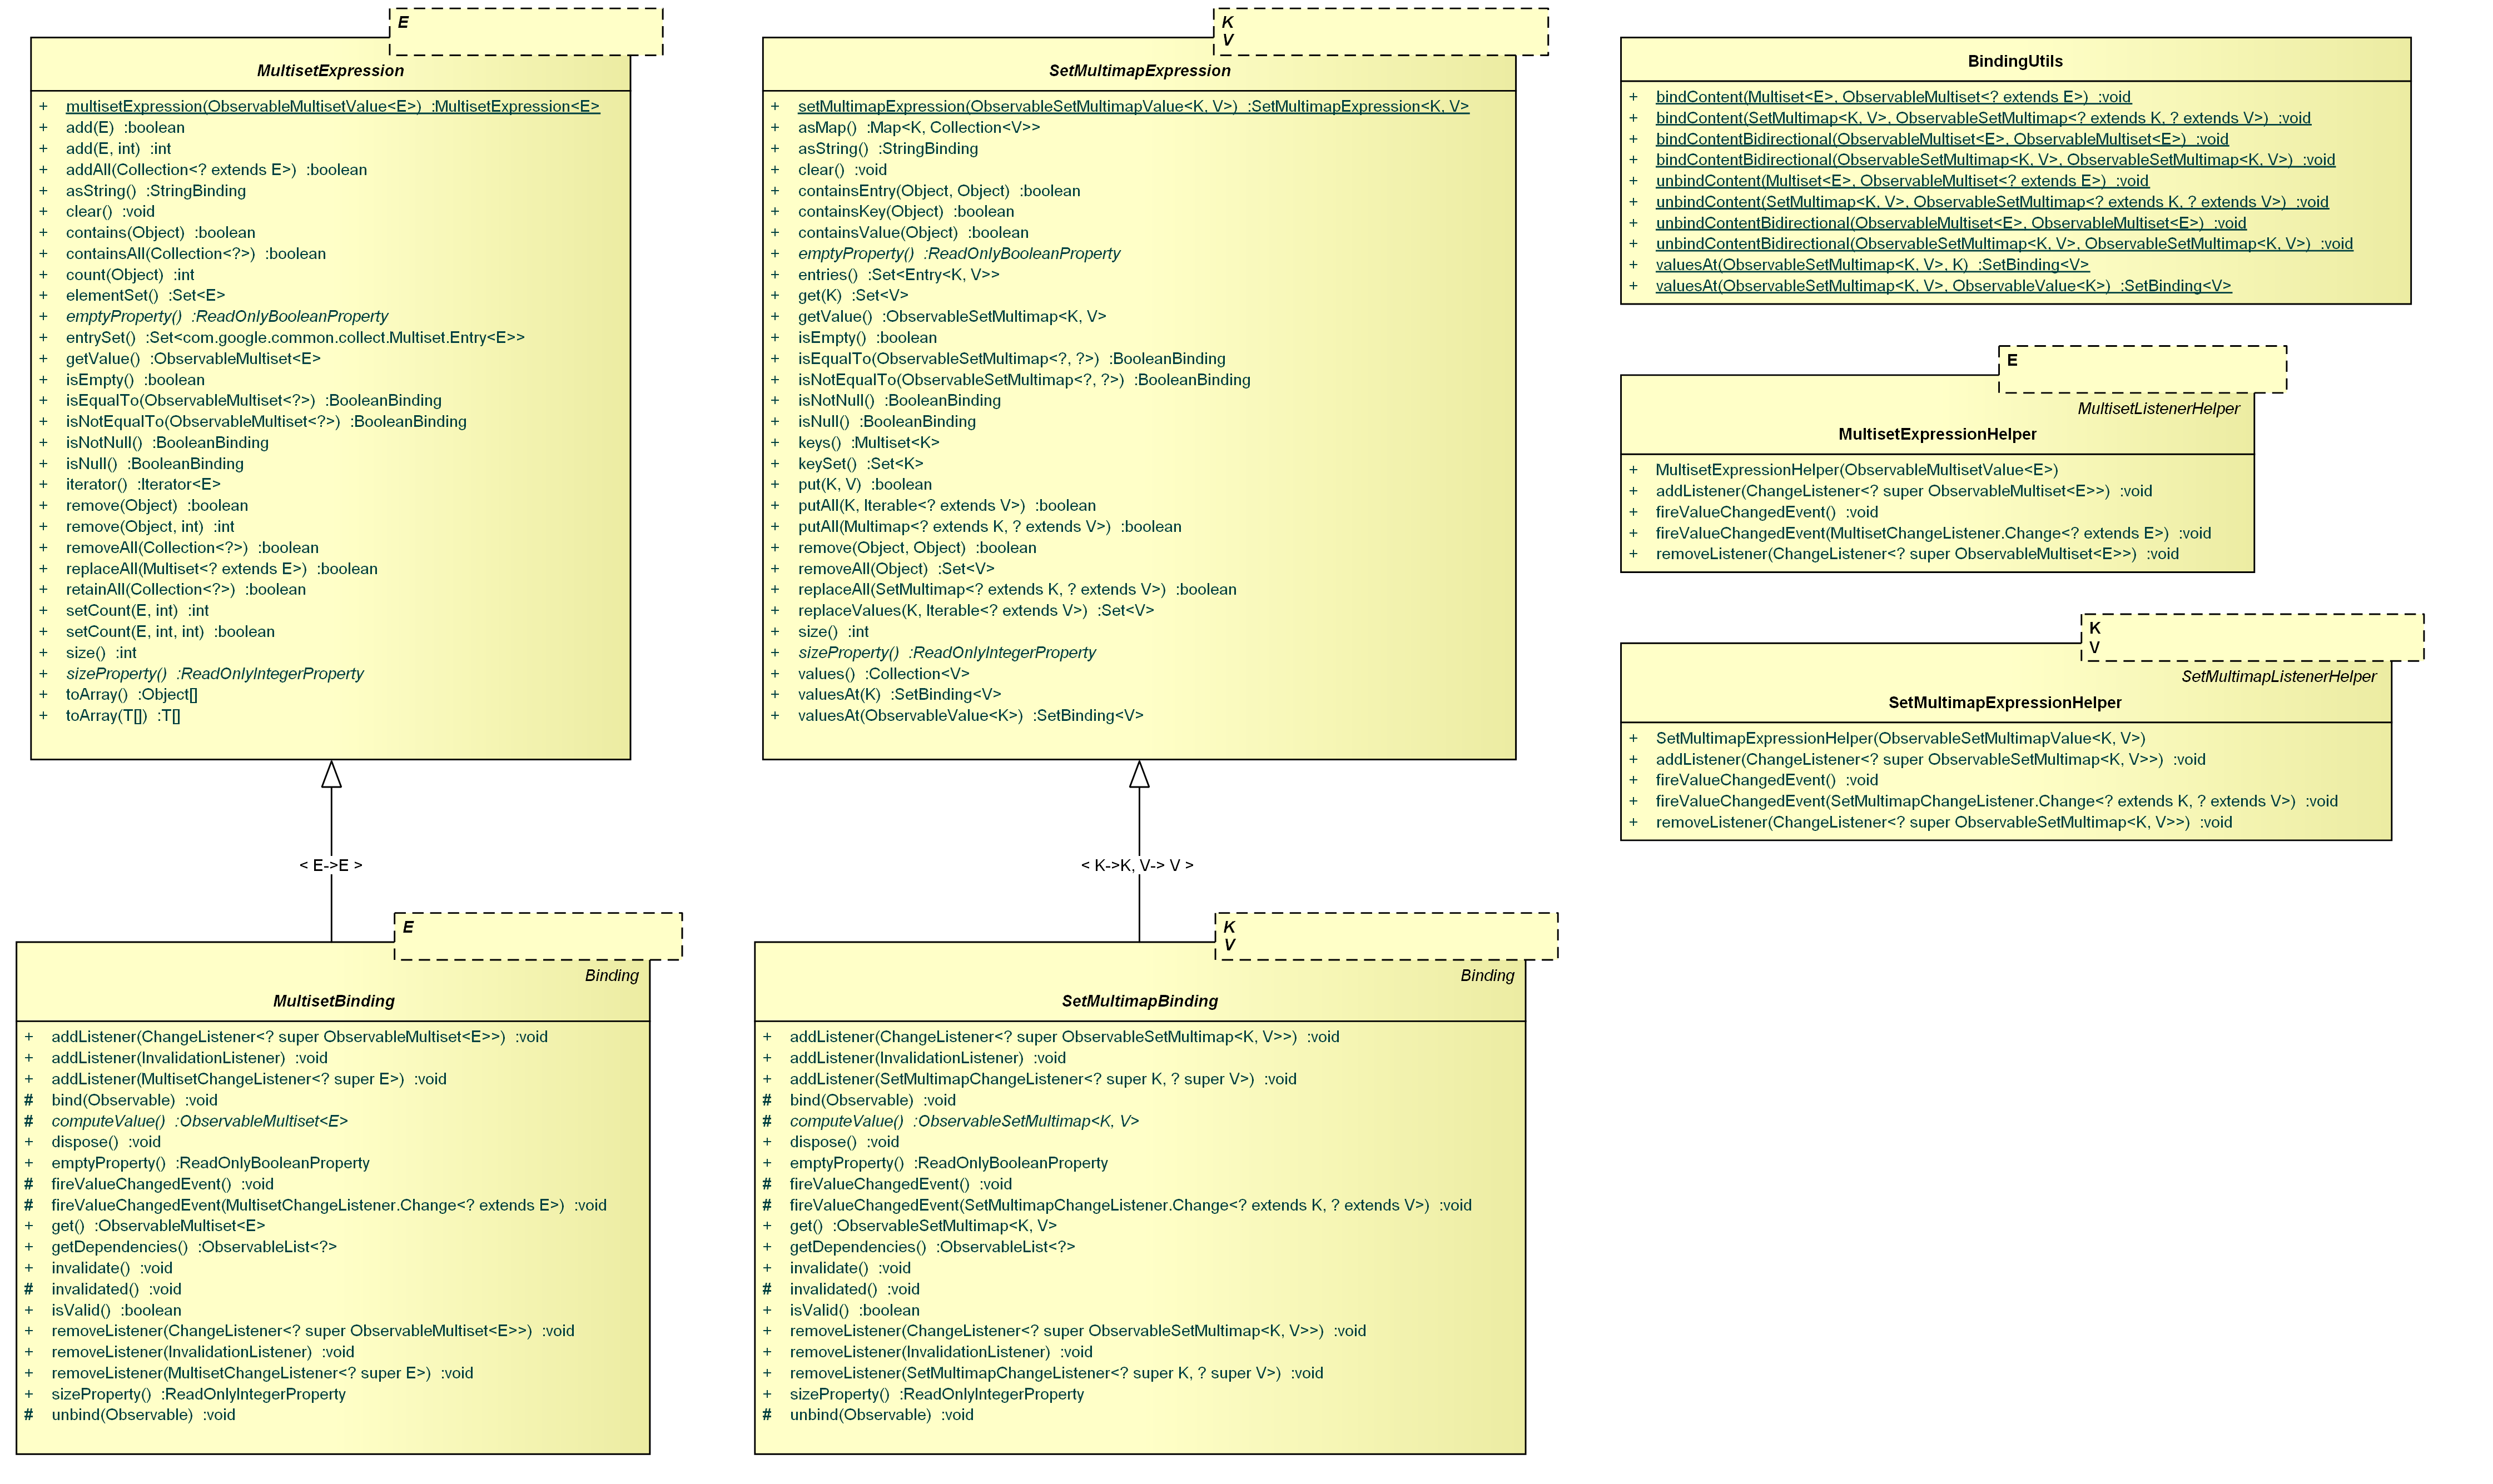 E
MultisetExpression
+ multisetExpression(ObservableMultisetValue<E>) :MultisetExpression<E>
+ add(E) :boolean
+ add(E, int) :int
+ addAll(Collection<? extends E>) :boolean
+ asString() :StringBinding
+ clear() :void
+ contains(Object) :boolean
+ containsAll(Collection<?>) :boolean
+ count(Object) :int
+ elementSet() :Set<E>
+ emptyProperty() :ReadOnlyBooleanProperty
+ entrySet() :Set<com.google.common.collect.Multiset.Entry<E>>
+ getValue() :ObservableMultiset<E>
+ isEmpty() :boolean
+ isEqualTo(ObservableMultiset<?>) :BooleanBinding
+ isNotEqualTo(ObservableMultiset<?>) :BooleanBinding
+ isNotNull() :BooleanBinding
+ isNull() :BooleanBinding
+ iterator() :Iterator<E>
+ remove(Object) :boolean
+ remove(Object, int) :int
+ removeAll(Collection<?>) :boolean
+ replaceAll(Multiset<? extends E>) :boolean
+ retainAll(Collection<?>) :boolean
+ setCount(E, int) :int
+ setCount(E, int, int) :boolean
+ size() :int
+ sizeProperty() :ReadOnlyIntegerProperty
+ toArray() :Object[]
+ toArray(T[]) :T[]
< E->E >
E
Binding
MultisetBinding
+ addListener(ChangeListener<? super ObservableMultiset<E>>) :void
+ addListener(InvalidationListener) :void
+ addListener(MultisetChangeListener<? super E>) :void
# bind(Observable) :void
# computeValue() :ObservableMultiset<E>
+ dispose() :void
+ emptyProperty() :ReadOnlyBooleanProperty
# fireValueChangedEvent() :void
# fireValueChangedEvent(MultisetChangeListener.Change<? extends E>) :void
+ get() :ObservableMultiset<E>
+ getDependencies() :ObservableList<?>
+ invalidate() :void
# invalidated() :void
+ isValid() :boolean
+ removeListener(ChangeListener<? super ObservableMultiset<E>>) :void
+ removeListener(InvalidationListener) :void
+ removeListener(MultisetChangeListener<? super E>) :void
+ sizeProperty() :ReadOnlyIntegerProperty
# unbind(Observable) :void
K
V
SetMultimapExpression
+ setMultimapExpression(ObservableSetMultimapValue<K, V>) :SetMultimapExpression<K, V>
+ asMap() :Map<K, Collection<V>>
+ asString() :StringBinding
+ clear() :void
+ containsEntry(Object, Object) :boolean
+ containsKey(Object) :boolean
+ containsValue(Object) :boolean
+ emptyProperty() :ReadOnlyBooleanProperty
+ entries() :Set<Entry<K, V>>
+ get(K) :Set<V>
+ getValue() :ObservableSetMultimap<K, V>
+ isEmpty() :boolean
+ isEqualTo(ObservableSetMultimap<?, ?>) :BooleanBinding
+ isNotEqualTo(ObservableSetMultimap<?, ?>) :BooleanBinding
+ isNotNull() :BooleanBinding
+ isNull() :BooleanBinding
+ keys() :Multiset<K>
+ keySet() :Set<K>
+ put(K, V) :boolean
+ putAll(K, Iterable<? extends V>) :boolean
+ putAll(Multimap<? extends K, ? extends V>) :boolean
+ remove(Object, Object) :boolean
+ removeAll(Object) :Set<V>
+ replaceAll(SetMultimap<? extends K, ? extends V>) :boolean
+ replaceValues(K, Iterable<? extends V>) :Set<V>
+ size() :int
+ sizeProperty() :ReadOnlyIntegerProperty
+ values() :Collection<V>
+ valuesAt(K) :SetBinding<V>
+ valuesAt(ObservableValue<K>) :SetBinding<V>
< K->K, V-> V >
K
V
Binding
SetMultimapBinding
+ addListener(ChangeListener<? super ObservableSetMultimap<K, V>>) :void
+ addListener(InvalidationListener) :void
+ addListener(SetMultimapChangeListener<? super K, ? super V>) :void
# bind(Observable) :void
# computeValue() :ObservableSetMultimap<K, V>
+ dispose() :void
+ emptyProperty() :ReadOnlyBooleanProperty
# fireValueChangedEvent() :void
# fireValueChangedEvent(SetMultimapChangeListener.Change<? extends K, ? extends V>) :void
+ get() :ObservableSetMultimap<K, V>
+ getDependencies() :ObservableList<?>
+ invalidate() :void
# invalidated() :void
+ isValid() :boolean
+ removeListener(ChangeListener<? super ObservableSetMultimap<K, V>>) :void
+ removeListener(InvalidationListener) :void
+ removeListener(SetMultimapChangeListener<? super K, ? super V>) :void
+ sizeProperty() :ReadOnlyIntegerProperty
# unbind(Observable) :void
BindingUtils
+ bindContent(Multiset<E>, ObservableMultiset<? extends E>) :void
+ bindContent(SetMultimap<K, V>, ObservableSetMultimap<? extends K, ? extends V>) :void
+ bindContentBidirectional(ObservableMultiset<E>, ObservableMultiset<E>) :void
+ bindContentBidirectional(ObservableSetMultimap<K, V>, ObservableSetMultimap<K, V>) :void
+ unbindContent(Multiset<E>, ObservableMultiset<? extends E>) :void
+ unbindContent(SetMultimap<K, V>, ObservableSetMultimap<? extends K, ? extends V>) :void
+ unbindContentBidirectional(ObservableMultiset<E>, ObservableMultiset<E>) :void
+ unbindContentBidirectional(ObservableSetMultimap<K, V>, ObservableSetMultimap<K, V>) :void
+ valuesAt(ObservableSetMultimap<K, V>, K) :SetBinding<V>
+ valuesAt(ObservableSetMultimap<K, V>, ObservableValue<K>) :SetBinding<V>
E
MultisetListenerHelper
MultisetExpressionHelper
+ MultisetExpressionHelper(ObservableMultisetValue<E>)
+ addListener(ChangeListener<? super ObservableMultiset<E>>) :void
+ fireValueChangedEvent() :void
+ fireValueChangedEvent(MultisetChangeListener.Change<? extends E>) :void
+ removeListener(ChangeListener<? super ObservableMultiset<E>>) :void
K
V
SetMultimapListenerHelper
SetMultimapExpressionHelper
+ SetMultimapExpressionHelper(ObservableSetMultimapValue<K, V>)
+ addListener(ChangeListener<? super ObservableSetMultimap<K, V>>) :void
+ fireValueChangedEvent() :void
+ fireValueChangedEvent(SetMultimapChangeListener.Change<? extends K, ? extends V>) :void
+ removeListener(ChangeListener<? super ObservableSetMultimap<K, V>>) :void